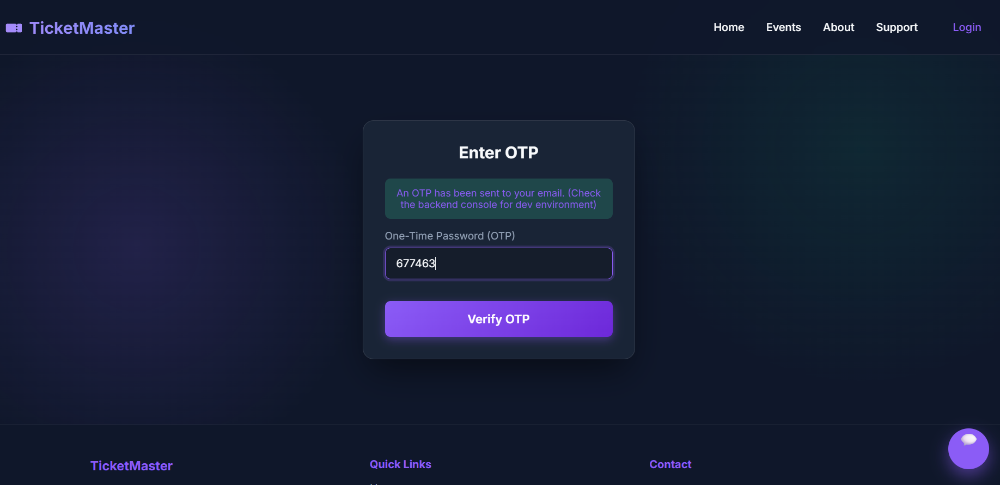 TicketMaster
Home
Events
About
Support
Login
Enter OTP
An OTP has been sent to your email. (Check
the backend console for dev environment)
One-Time Password (OTP)
677463
Verify OTP
TicketMaster
Quick Links
Contact